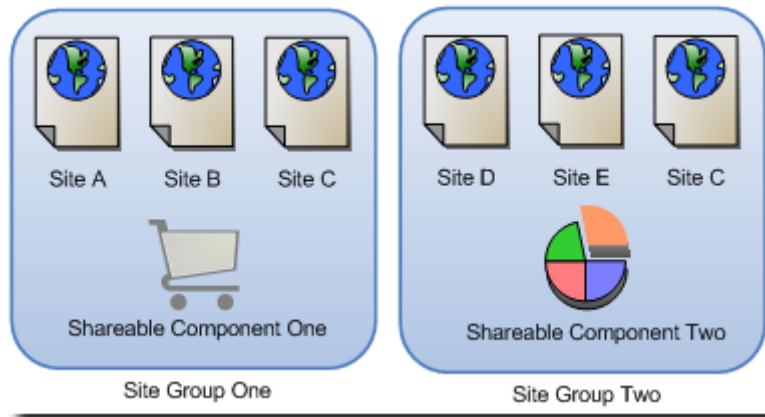 Site A
Site B
Site C
Shareable Component One
Site Group One
Site D
Site E
Site C
Shareable Component Two
Site Group Two